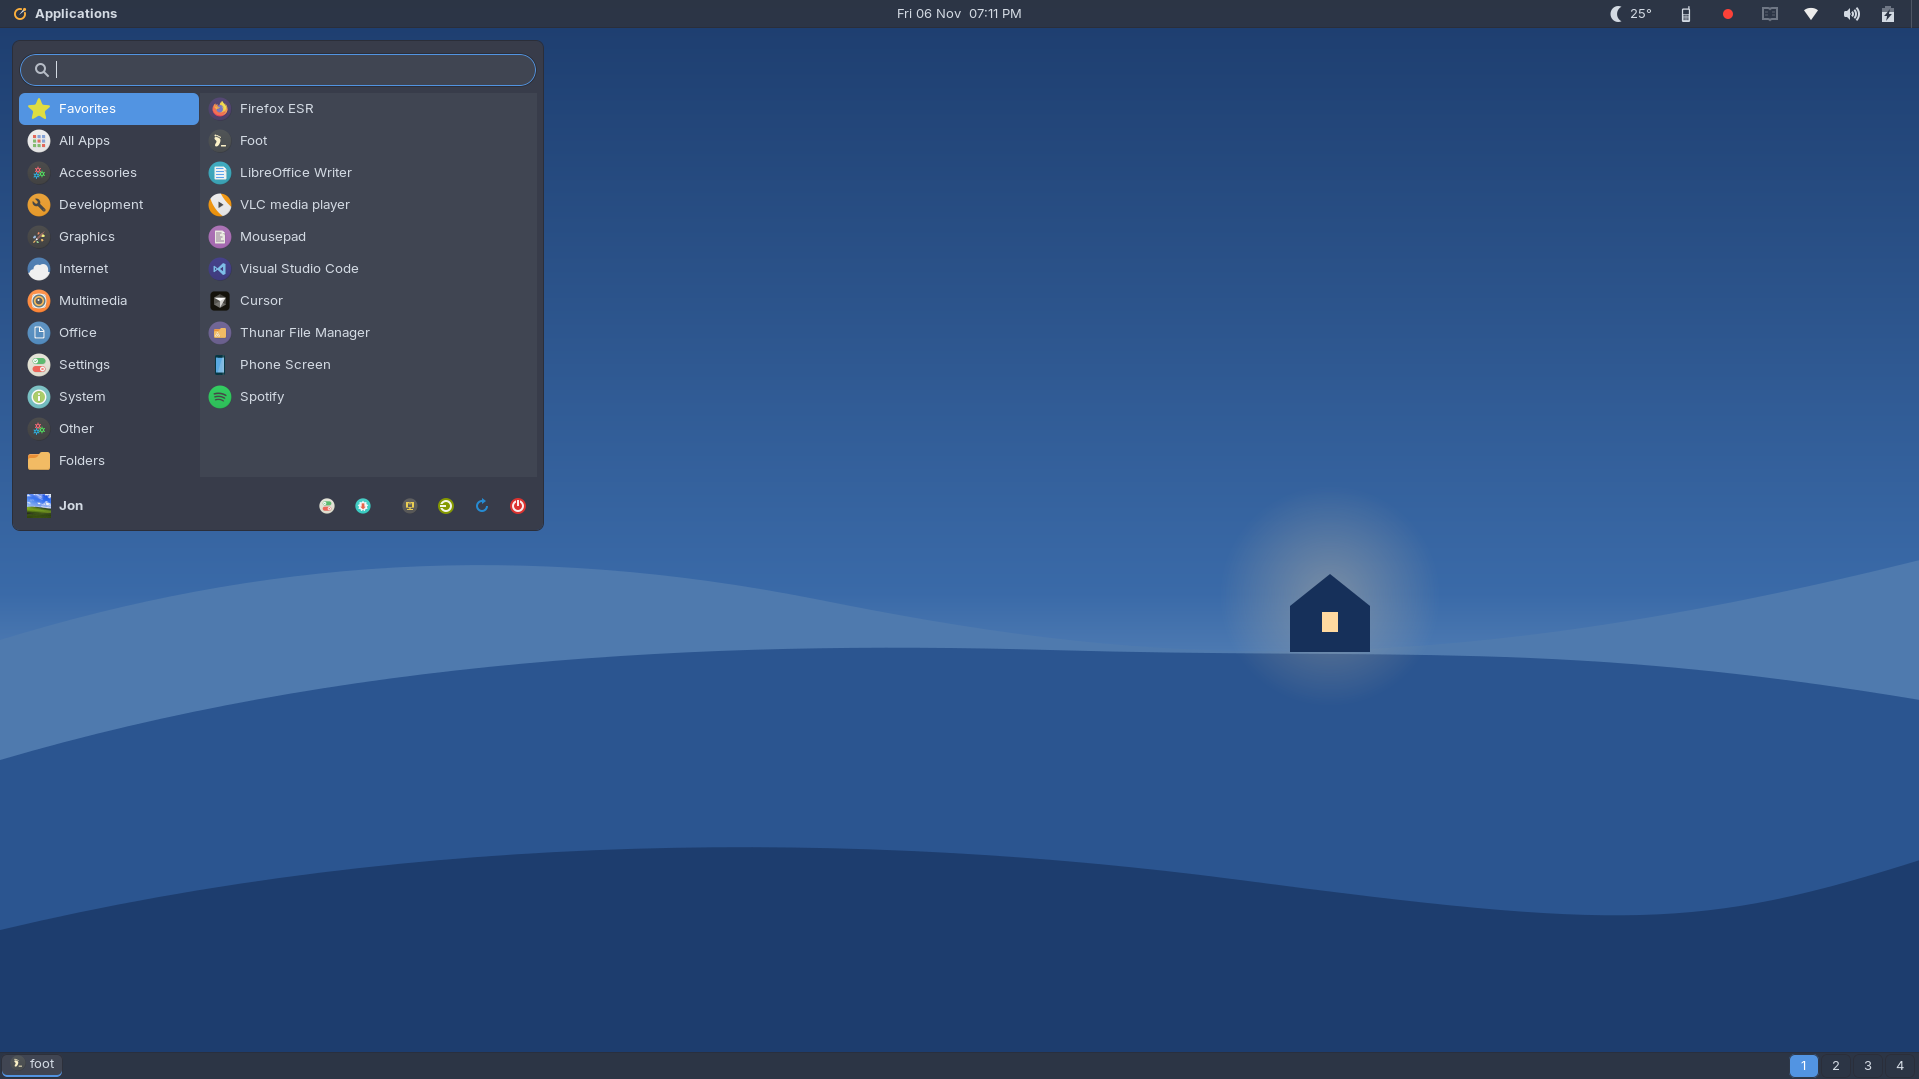 Applications
Fri 06 Nov 07:11 PM
25°
Favorites
All Apps
Accessories
Development
Graphics
Internet
Multimedia
Office
Settings
System
Other
Folders
Firefox ESR
Foot
LibreOffice Writer
VLC media player
Mousepad
Visual Studio Code
Cursor
Thunar File Manager
Phone Screen
Spotify
Jon
foot
1 2 3 4